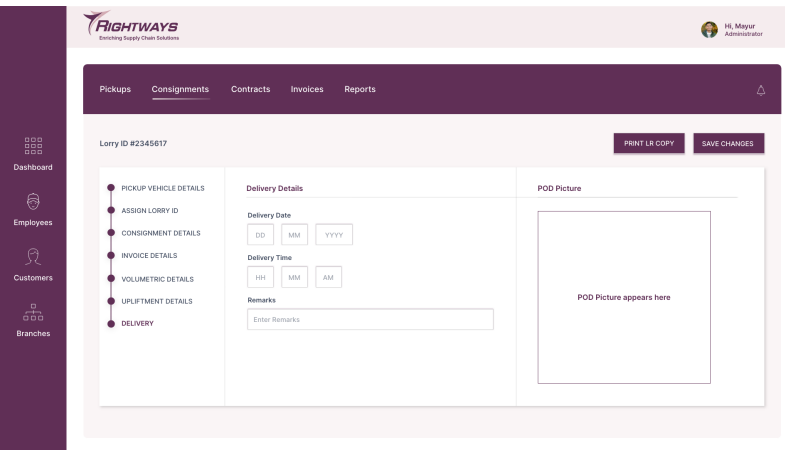 RIGHTWAYS
Enriching Supply Chain Solutions
Hi, Mayur
Administrator
Pickups Consignments Contracts Invoices Reports
Dashboard
Employees
Customers
Branches
Lorry ID #2345617
PRINT LR COPY SAVE CHANGES
PICKUP VEHICLE DETAILS
ASSIGN LORRY ID
CONSIGNMENT DETAILS
INVOICE DETAILS
VOLUMETRIC DETAILS
UPLIFTMENT DETAILS
DELIVERY
Delivery Details
Delivery Date
DD MM YYYY
Delivery Time
HH MM AM
Remarks
Enter Remarks
POD Picture
POD Picture appears here